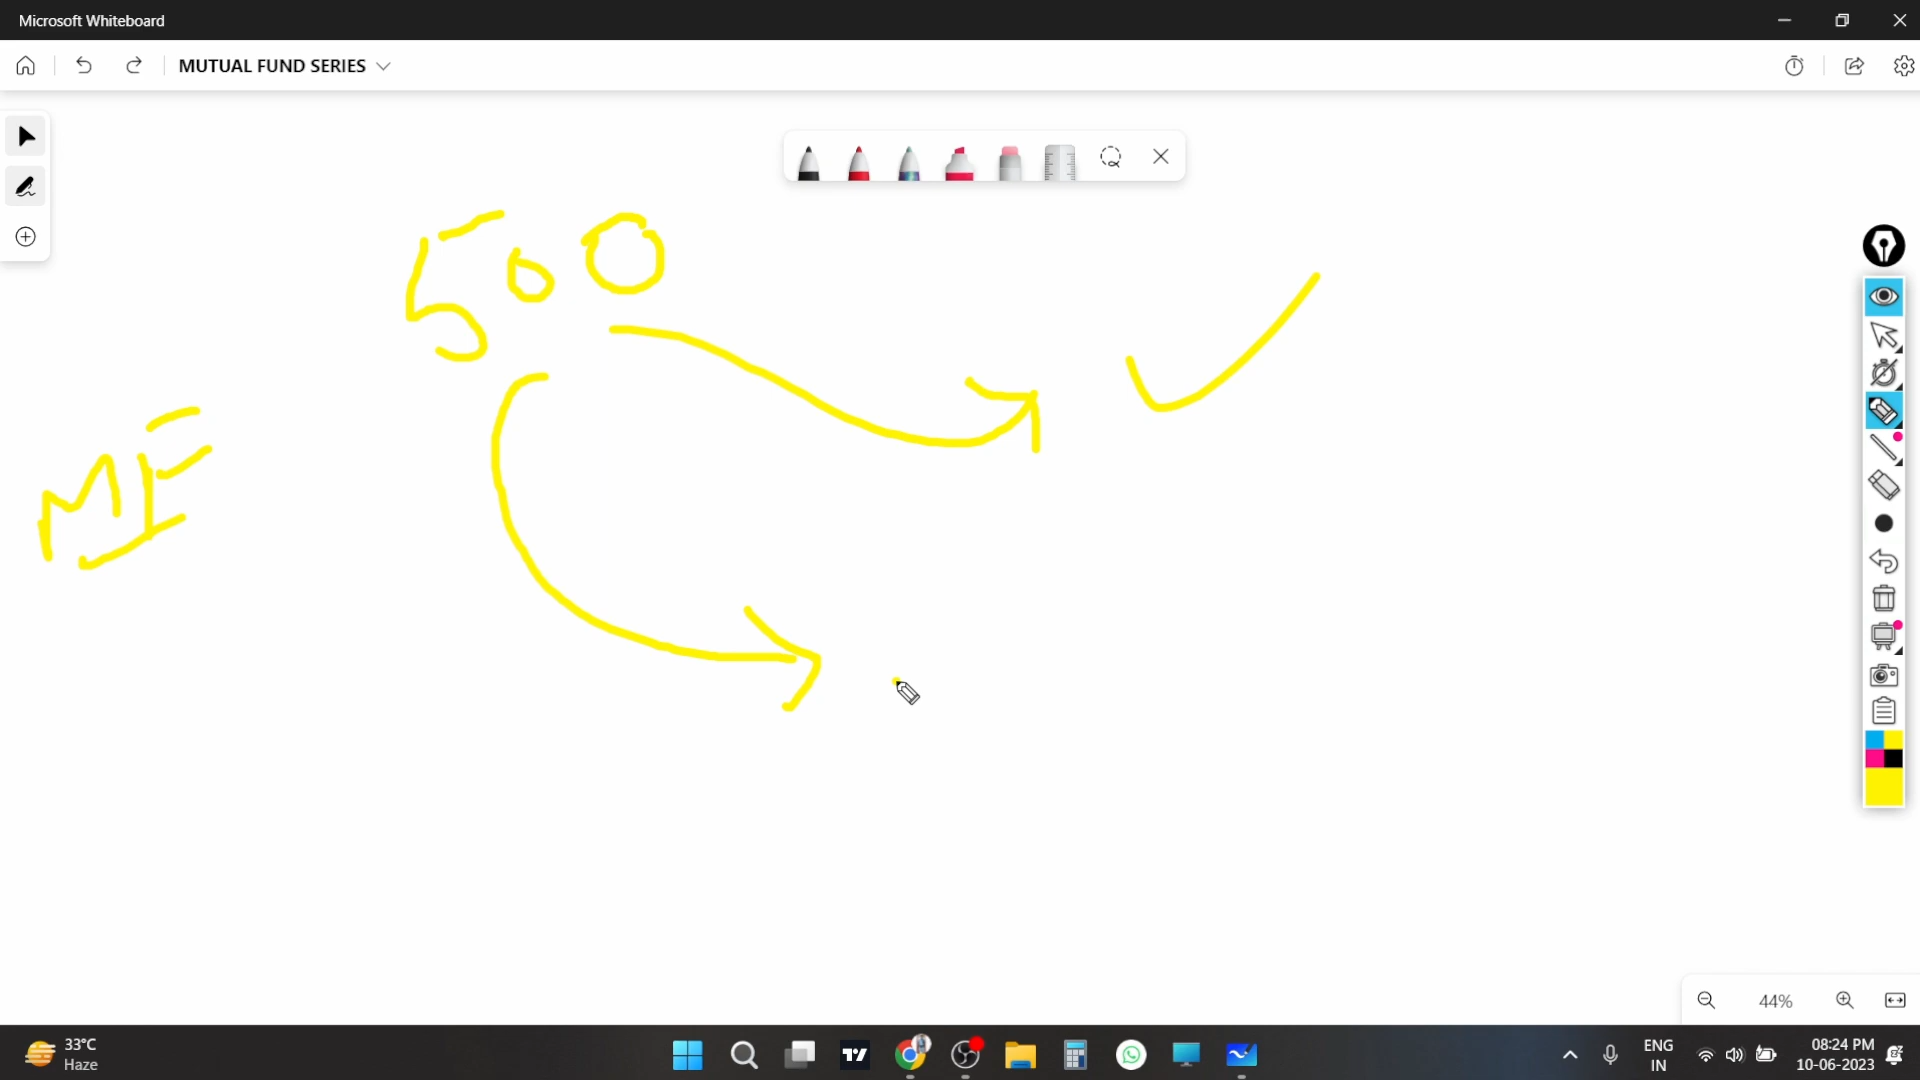 Microsoft Whiteboard
MUTUAL FUND SERIES
500
MF
44%
33°C
Haze
ENG
IN
08:24 PM
10-06-2023